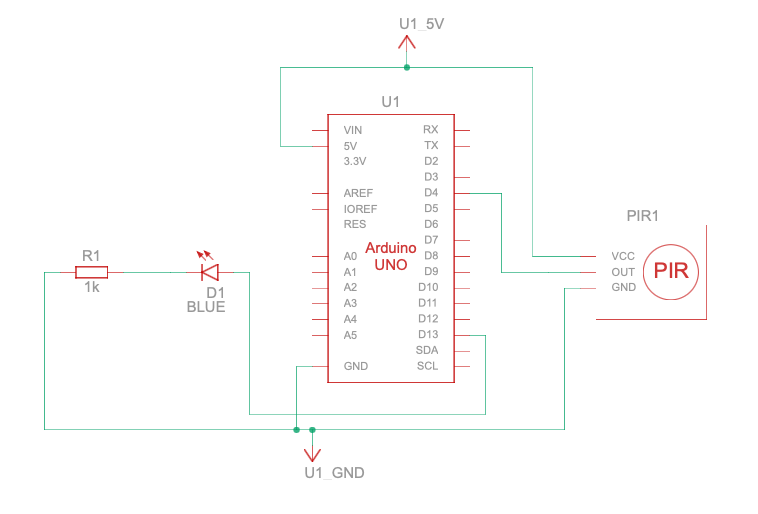 U1_5V
U1
VIN
5V
3.3V
AREF
IOREF
RES
A0
A1
A2
A3
A4
A5
GND
RX
TX
D2
D3
D4
D5
D6
D7
D8
D9
D10
D11
D12
D13
SDA
SCL
Arduino
UNO
R1
1k
D1
BLUE
PIR1
VCC
OUT
GND
PIR
U1_GND